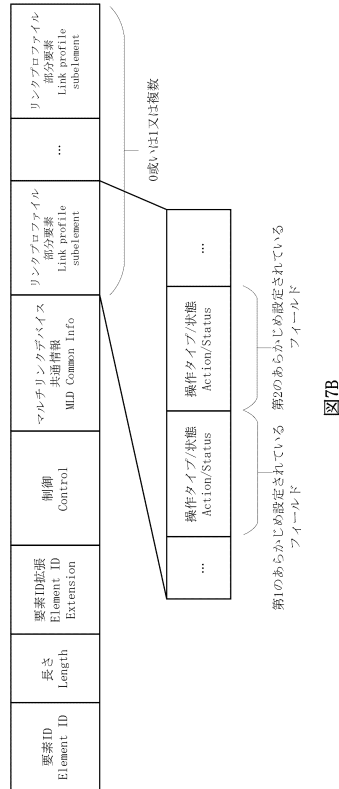 要素ID
Element ID
長さ
Length
要素ID拡張
Element ID
Extension
制御
Control
マルチリンクデバイス
共通情報
MLD Common Info
リンクプロファイル
部分要素
Link profile
subelement
...
リンクプロファイル
部分要素
Link profile
subelement
0或いは1又は複数
...
操作タイプ/状態
Action/Status
操作タイプ/状態
Action/Status
...
第1のあらかじめ設定されている
フィールド
第2のあらかじめ設定されている
フィールド
図7B